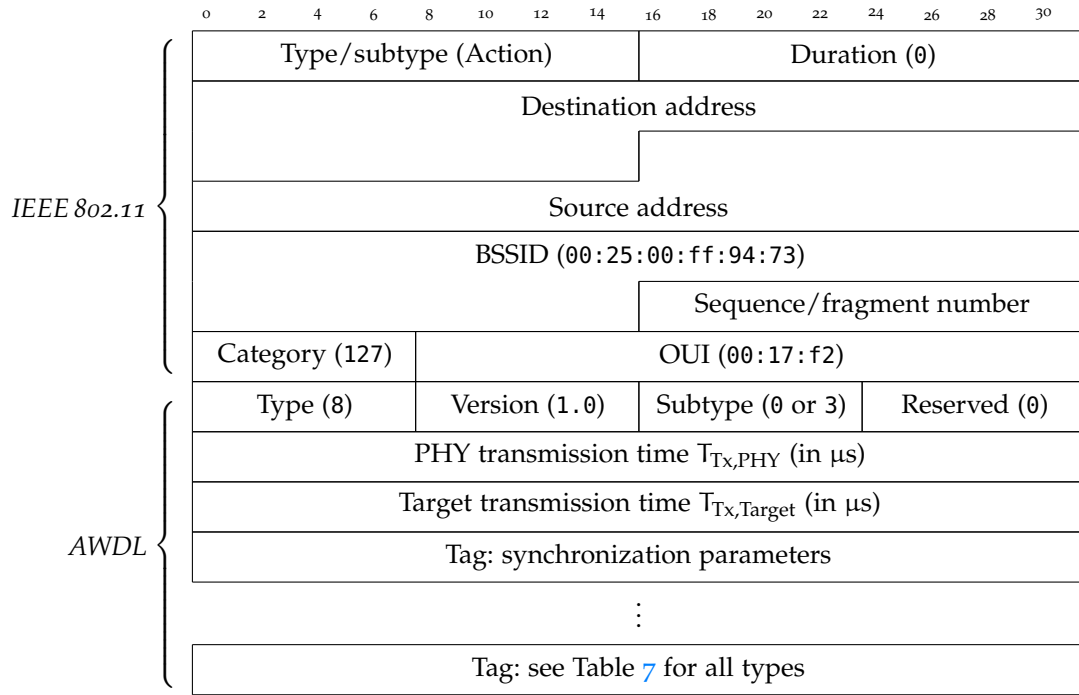 0 2 4 6 8 10 12 14 16 18 20 22 24 26 28 30
Type/subtype (Action) Duration (0)
Destination address
IEEE 802.11
Source address
BSSID (00:25:00:ff:94:73)
Sequence/fragment number
Category (127) OUI (00:17:f2)
Type (8) Version (1.0) Subtype (0 or 3) Reserved (0)
PHY transmission time T_Tx,PHY (in µs)
Target transmission time T_Tx,Target (in µs)
AWDL
Tag: synchronization parameters
⋮
Tag: see Table 7 for all types